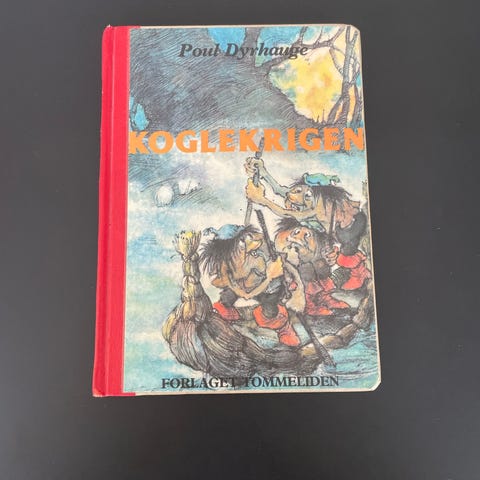 Poul Dyrhauge
KOGLEKRIGEN
FORLAGET TOMMELIDEN